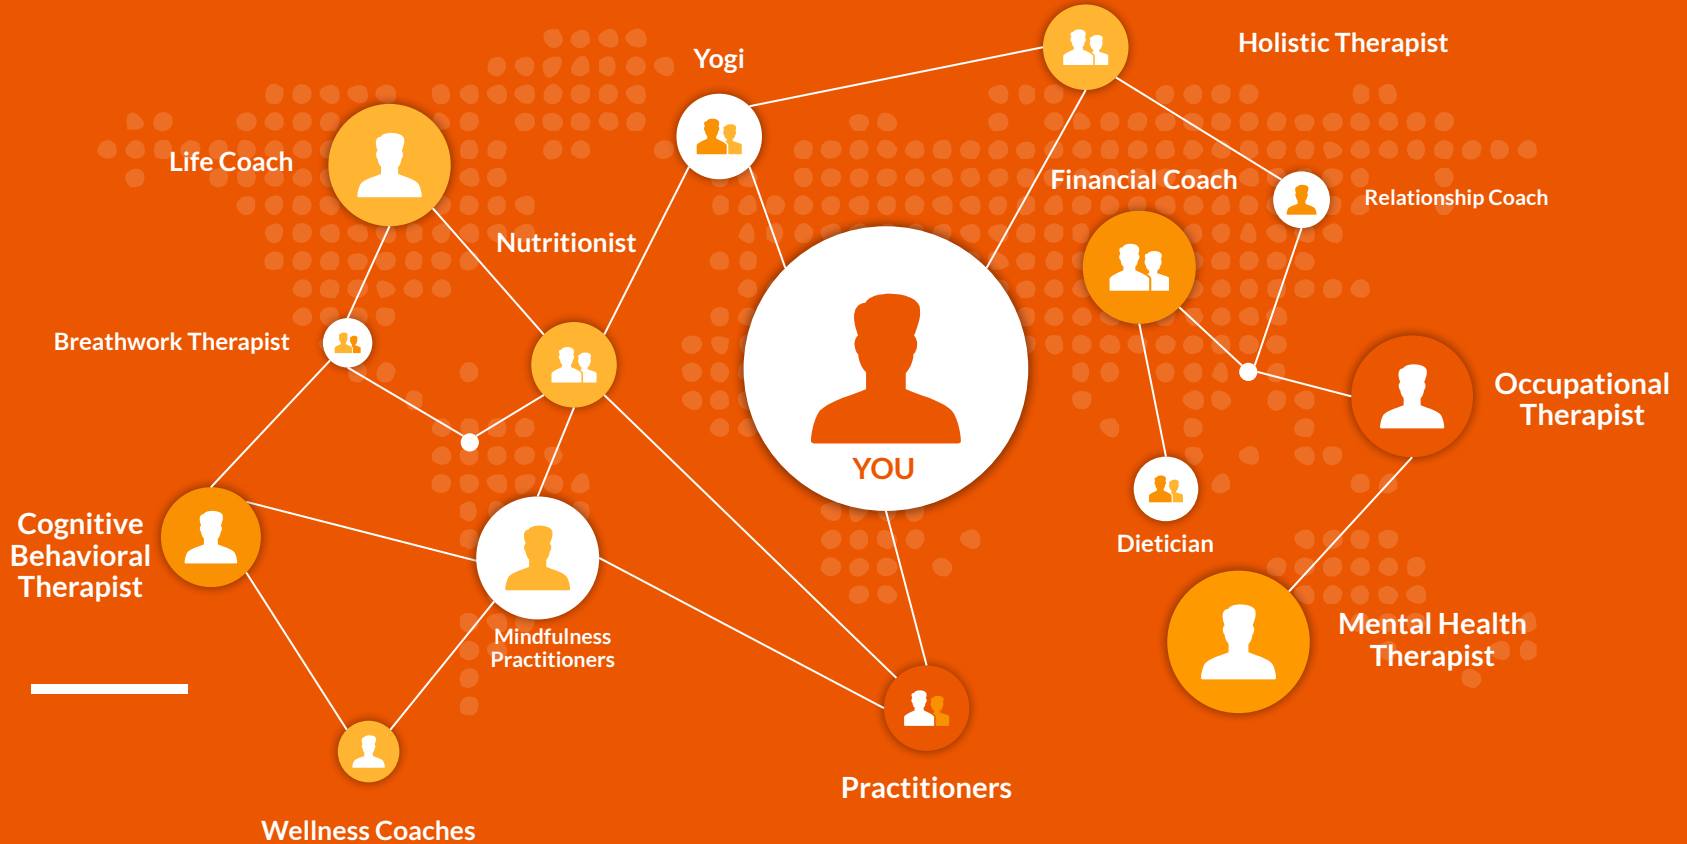 Holistic Therapist
Yogi
Life Coach
Financial Coach
Relationship Coach
Nutritionist
Breathwork Therapist
Occupational
Therapist
YOU
Cognitive
Behavioral
Therapist
Dietician
Mindfulness
Practitioners
Mental Health
Therapist
Practitioners
Wellness Coaches